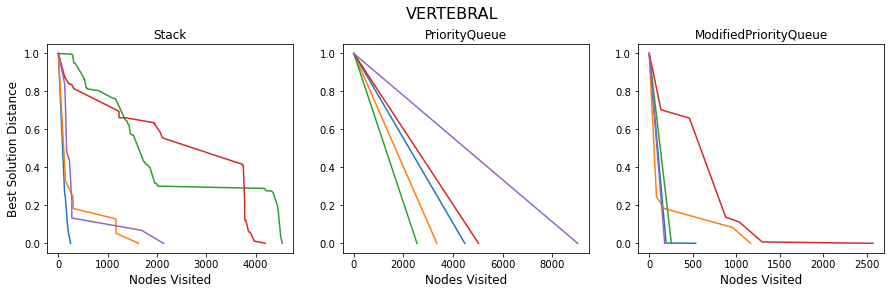 VERTEBRAL
Stack
PriorityQueue
ModifiedPriorityQueue
Best Solution Distance
1.0
0.8
0.6
0.4
0.2
0.0
0 1000 2000 3000 4000
Nodes Visited
1.0
0.8
0.6
0.4
0.2
0.0
0 2000 4000 6000 8000
Nodes Visited
1.0
0.8
0.6
0.4
0.2
0.0
0 500 1000 1500 2000 2500
Nodes Visited